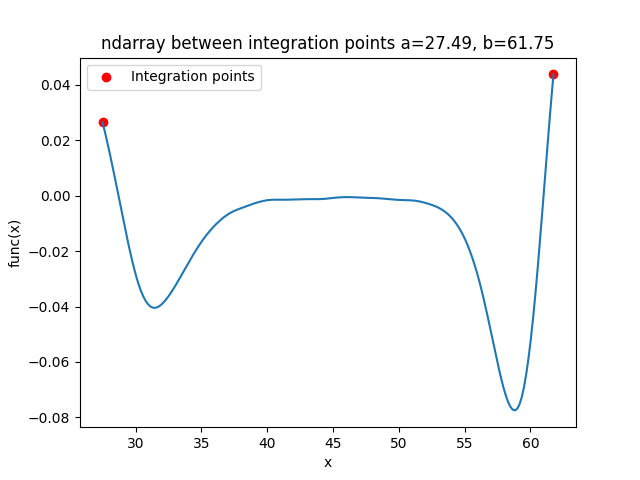 ndarray between integration points a=27.49, b=61.75
Integration points
0.04
0.02
0.00
−0.02
−0.04
−0.06
−0.08
func(x)
30 35 40 45 50 55 60
x